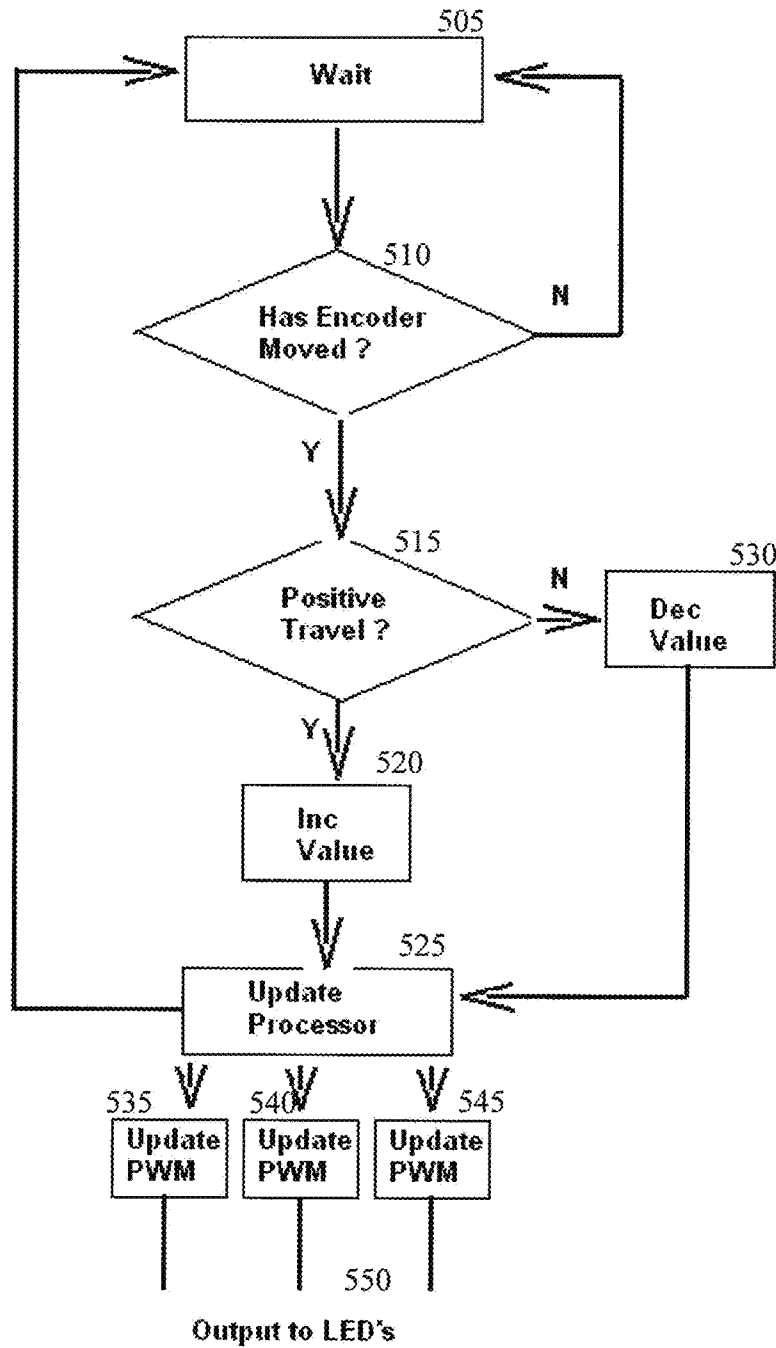 505
Wait
510
Has Encoder
Moved ?
N
Y
515
Positive
Travel ?
N
530
Dec
Value
Y
520
Inc
Value
525
Update
Processor
535
Update
PWM
540
Update
PWM
545
Update
PWM
550
Output to LED's